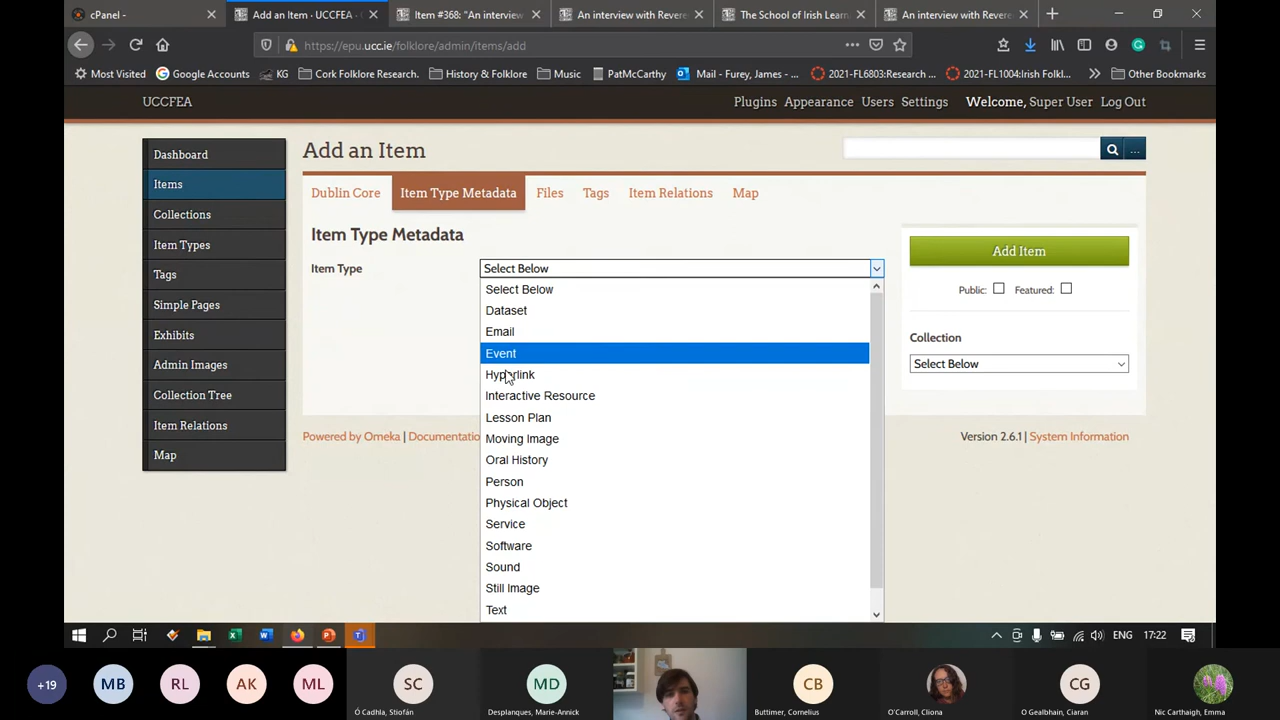 cPanel -
Add an Item - UCCFEA -
Item #368: "An interview with
An interview with Revere
The School of Irish Learn
An interview with Revere
https://epu.ucc.ie/folklore/admin/items/add
Most Visited
Google Accounts
KG
Cork Folklore Research.
History & Folklore
Music
PatMcCarthy
Mail - Furey, James - ...
2021-FL6803:Research ...
2021-FL1004:Irish Folkl...
Other Bookmarks
UCCFEA
Plugins Appearance Users Settings Welcome, Super User Log Out
Dashboard
Items
Collections
Item Types
Tags
Simple Pages
Exhibits
Admin Images
Collection Tree
Item Relations
Map
Add an Item
...
Dublin Core Item Type Metadata Files Tags Item Relations Map
Item Type Metadata
Item Type
Select Below
Select Below
Dataset
Email
Event
Hyperlink
Interactive Resource
Lesson Plan
Moving Image
Oral History
Person
Physical Object
Service
Software
Sound
Still Image
Text
Add Item
Public: Featured:
Collection
Select Below
Powered by Omeka | Documentatio
Version 2.6.1 | System Information
ENG 17:22
+19
MB
RL
AK
ML
SC
Ó Cadhla, Stiofán
MD
Desplanques, Marie-Annick
CB
Buttimer, Cornelius
O'Carroll, Cliona
CG
O Gealbhain, Ciaran
Nic Carthaigh, Emma